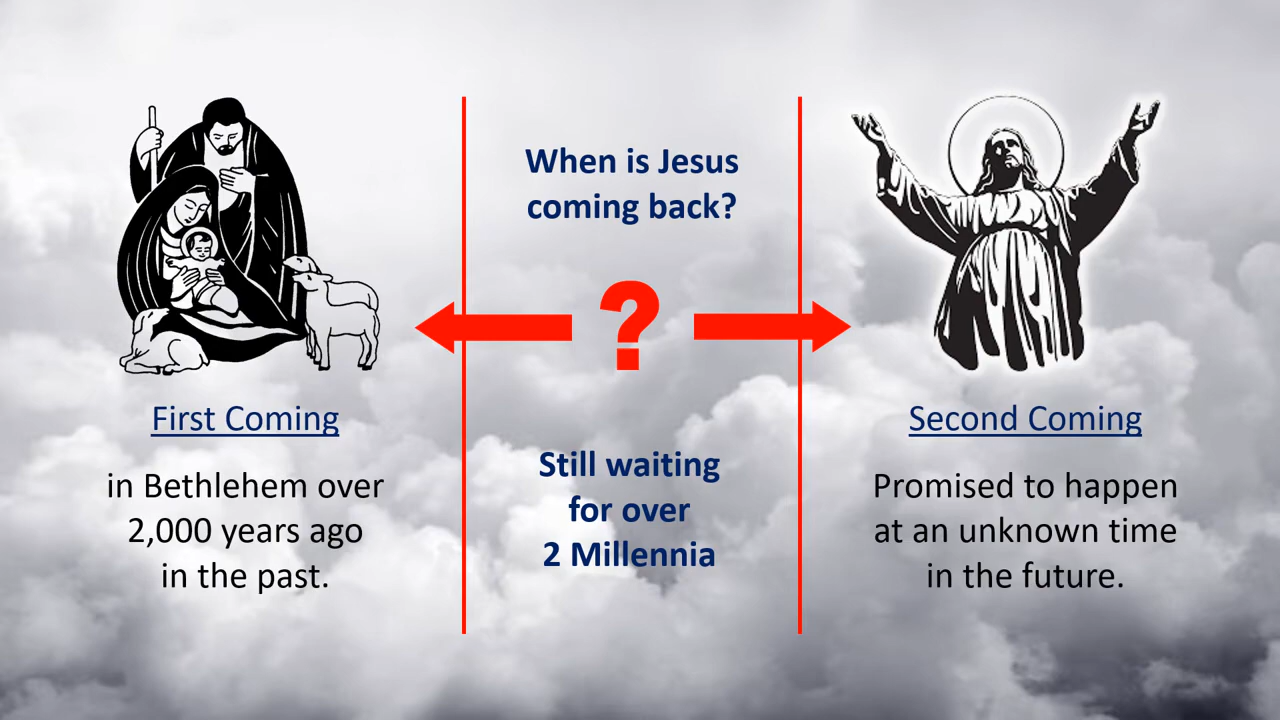 When is Jesus
coming back?
?
First Coming
in Bethlehem over
2,000 years ago
in the past.
Still waiting
for over
2 Millennia
Second Coming
Promised to happen
at an unknown time
in the future.